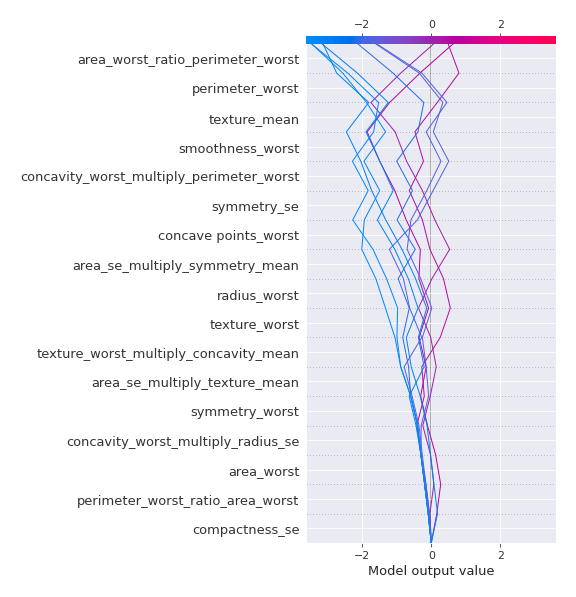 −2 0 2
area_worst_ratio_perimeter_worst
perimeter_worst
texture_mean
smoothness_worst
concavity_worst_multiply_perimeter_worst
symmetry_se
concave points_worst
area_se_multiply_symmetry_mean
radius_worst
texture_worst
texture_worst_multiply_concavity_mean
area_se_multiply_texture_mean
symmetry_worst
concavity_worst_multiply_radius_se
area_worst
perimeter_worst_ratio_area_worst
compactness_se
−2 0 2
Model output value